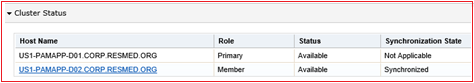 Cluster Status
Host Name Role Status Synchronization State
US1-PAMAPP-D01.CORP.RESMED.ORG Primary Available Not Applicable
US1-PAMAPP-D02.CORP.RESMED.ORG Member Available Synchronized